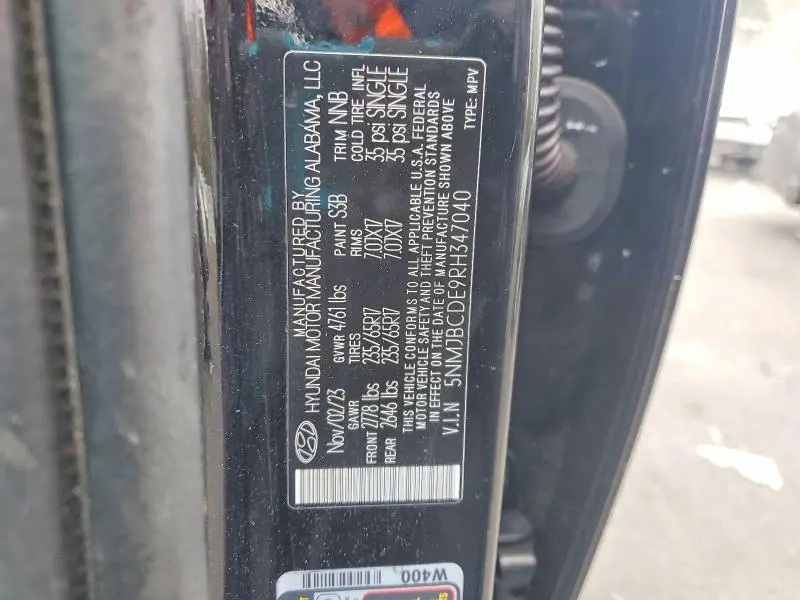 MANUFACTURED BY
HYUNDAI MOTOR MANUFACTURING ALABAMA, LLC
Nov/02/23 GVWR 4761 lbs PAINT S3B TRIM NNB
GAWR TIRES RIMS COLD TIRE INFL
FRONT 2778 lbs 235/65R17 7.0JX17 35 psi SINGLE
REAR 2646 lbs 235/65R17 7.0JX17 35 psi SINGLE
THIS VEHICLE CONFORMS TO ALL APPLICABLE U.S.A. FEDERAL
MOTOR VEHICLE SAFETY AND THEFT PREVENTION STANDARDS
IN EFFECT ON THE DATE OF MANUFACTURE SHOWN ABOVE
V.I.N 5NMJBCDE9RH347040 TYPE: MPV
W400